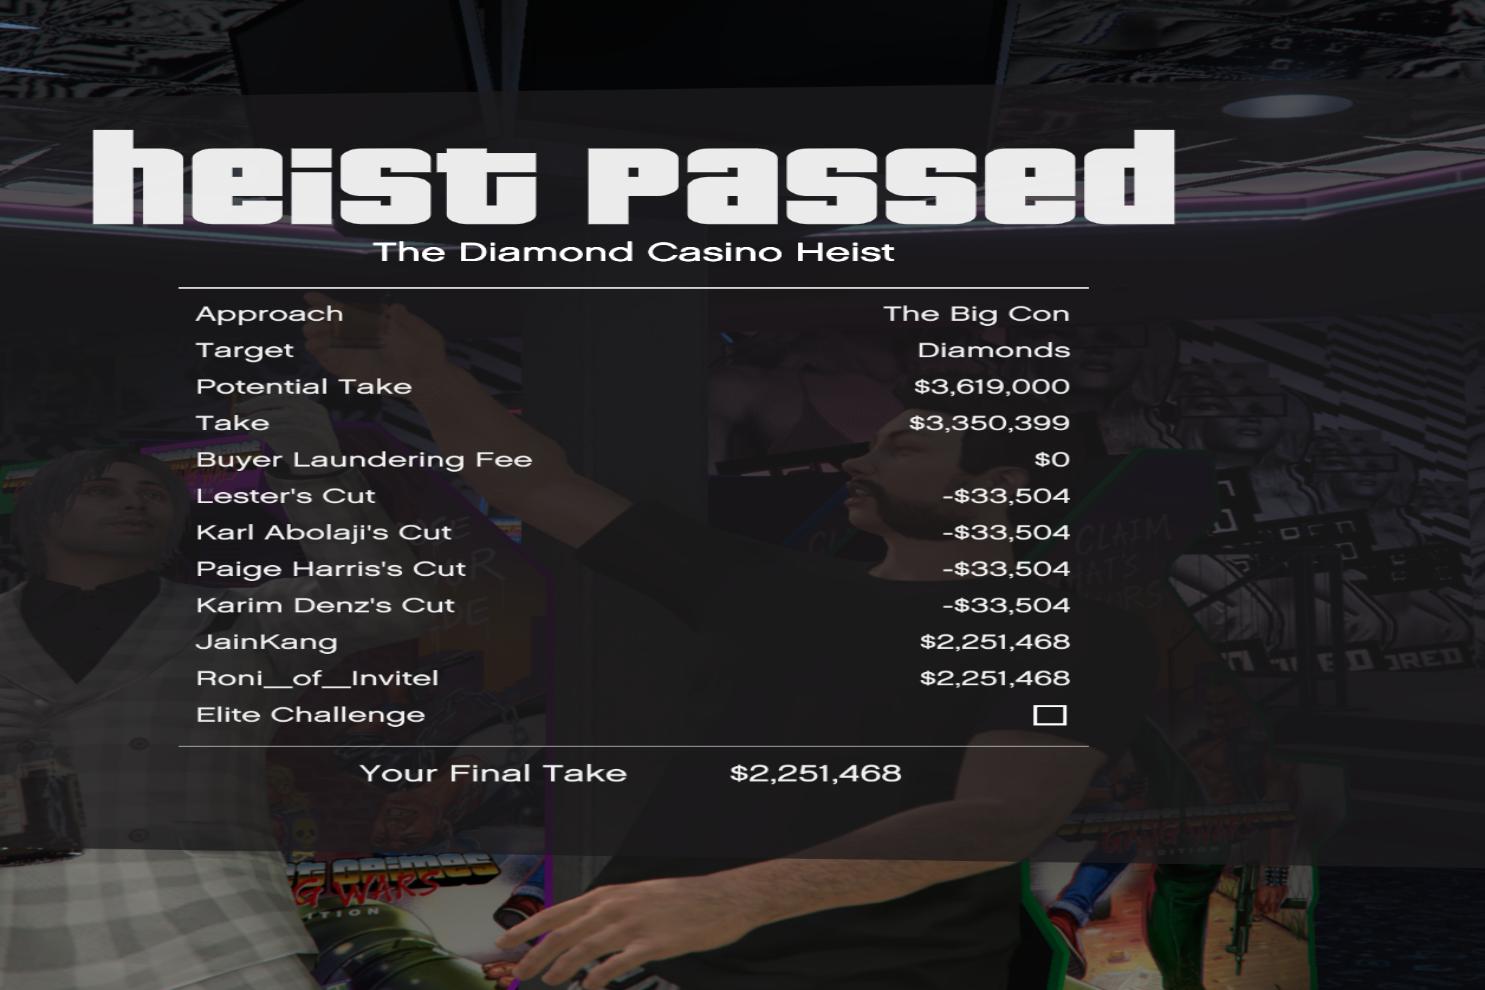 heist passed
The Diamond Casino Heist
Approach The Big Con
Target Diamonds
Potential Take $3,619,000
Take $3,350,399
Buyer Laundering Fee $0
Lester's Cut -$33,504
Karl Abolaji's Cut -$33,504
Paige Harris's Cut -$33,504
Karim Denz's Cut -$33,504
JainKang $2,251,468
Roni__of__Invitel $2,251,468
Elite Challenge
Your Final Take $2,251,468
CLAIM
WARS
EDITION